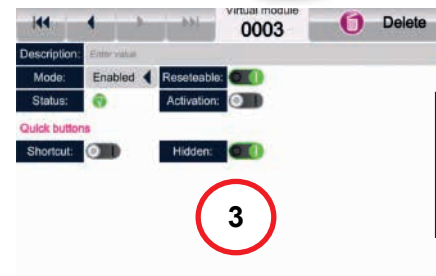 Virtual module
0003
Delete
Description: Enter value
Mode: Enabled Reseteable:
Status: Activation:
Quick buttons
Shortcut: Hidden:
3